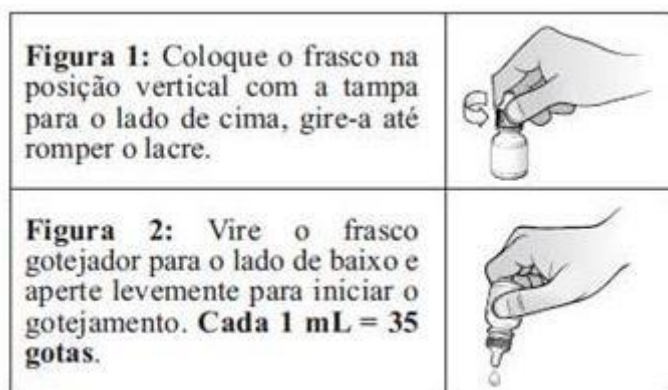 Figura 1: Coloque o frasco na
posição vertical com a tampa
para o lado de cima, gire-a até
romper o lacre.
Figura 2: Vire o frasco
gotejador para o lado de baixo e
aperte levemente para iniciar o
gotejamento. Cada 1 mL = 35
gotas.